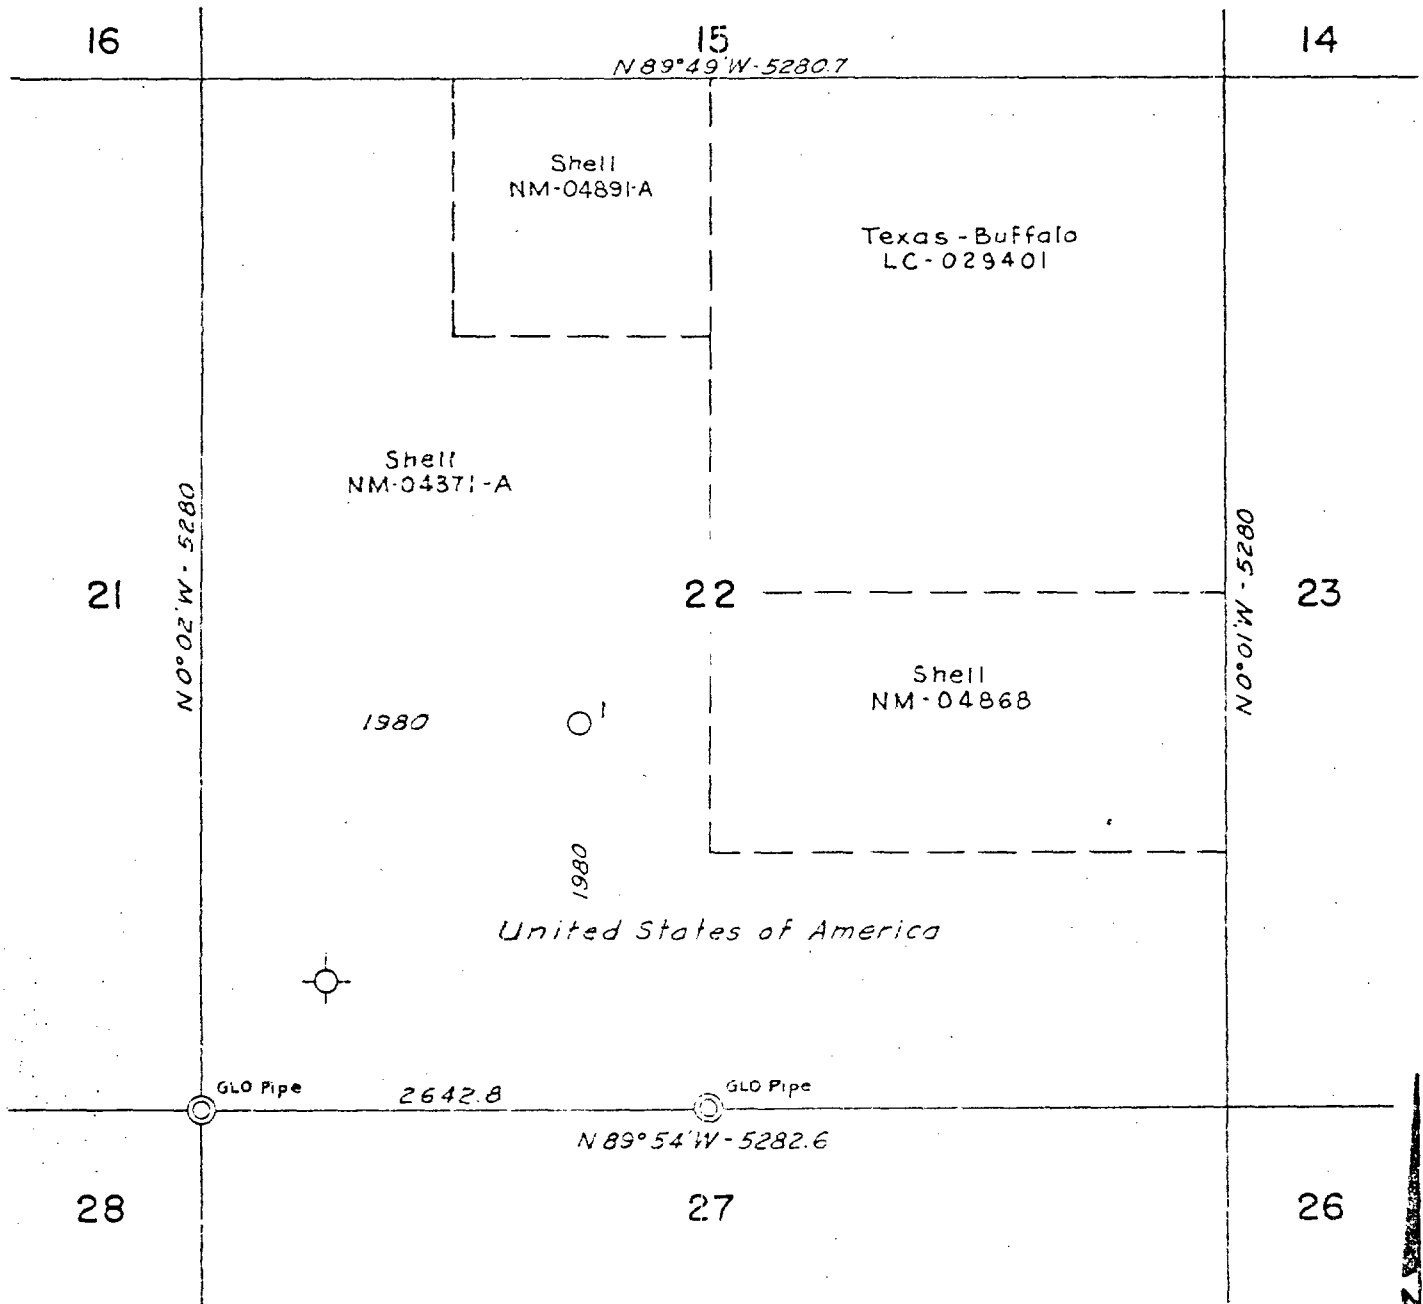 16
15
14
N 89°49'W-5280.7
Shell
NM-04891-A
Texas-Buffalo
LC-029401
Shell
NM-04371-A
N 0°02'W - 5280
N 0°01'W - 5280
21
22
23
Shell
NM-04868
1980
1
1980
United States of America
GLO Pipe
2642.8
GLO Pipe
N 89°54'W-5282.6
28
27
26
N